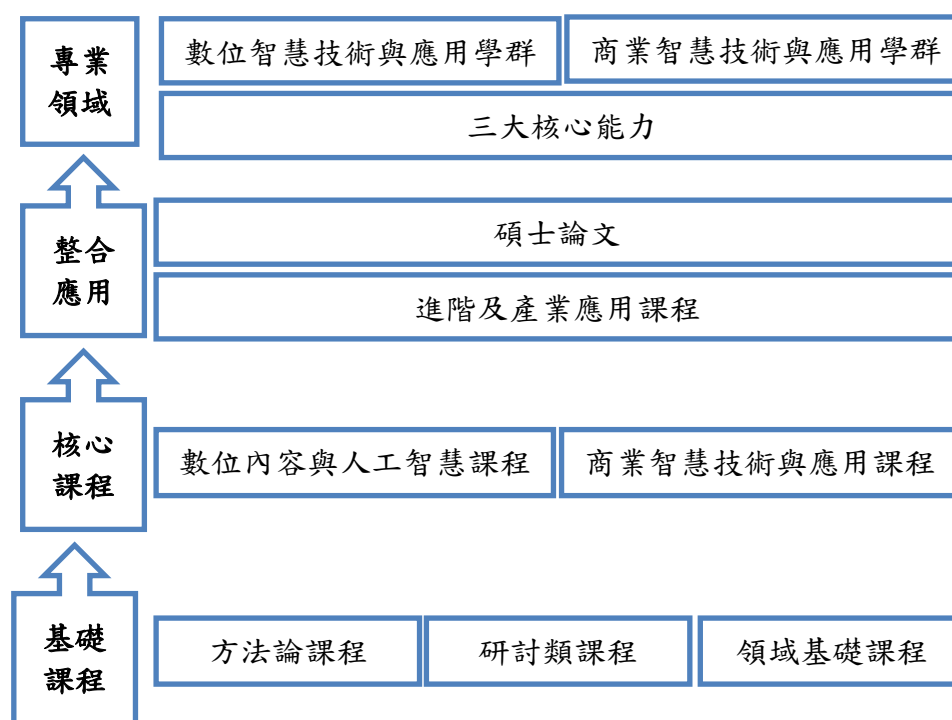 專業
領域
數位智慧技術與應用學群
商業智慧技術與應用學群
三大核心能力
整合
應用
碩士論文
進階及產業應用課程
核心
課程
數位內容與人工智慧課程
商業智慧技術與應用課程
基礎
課程
方法論課程
研討類課程
領域基礎課程